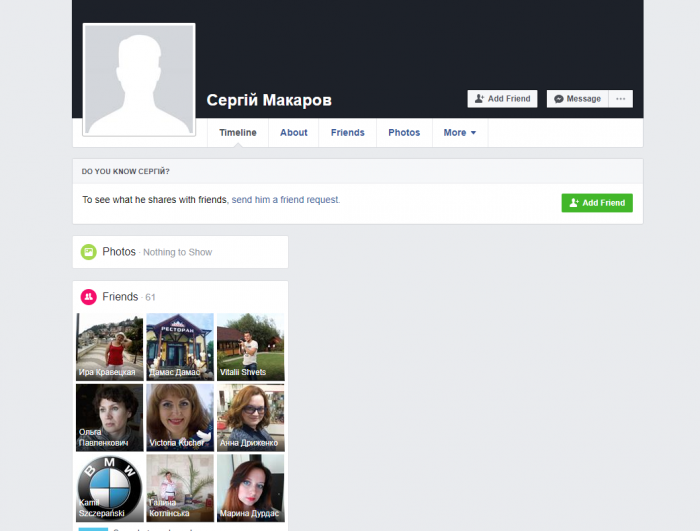 Сергій Макаров
Add Friend
Message
Timeline
About
Friends
Photos
More
DO YOU KNOW СЕРГІЙ?
To see what he shares with friends, send him a friend request.
Add Friend
Photos · Nothing to Show
Friends · 61
РЕСТОРАН
Ира Кравецкая
Дамас Дамас
Vitalii Shvets
Ольга
Павленкович
Victoria Kucher
Анна Дриженко
BMW
Kamil
Szczepański
Галина
Котлінська
Марина Дурдас